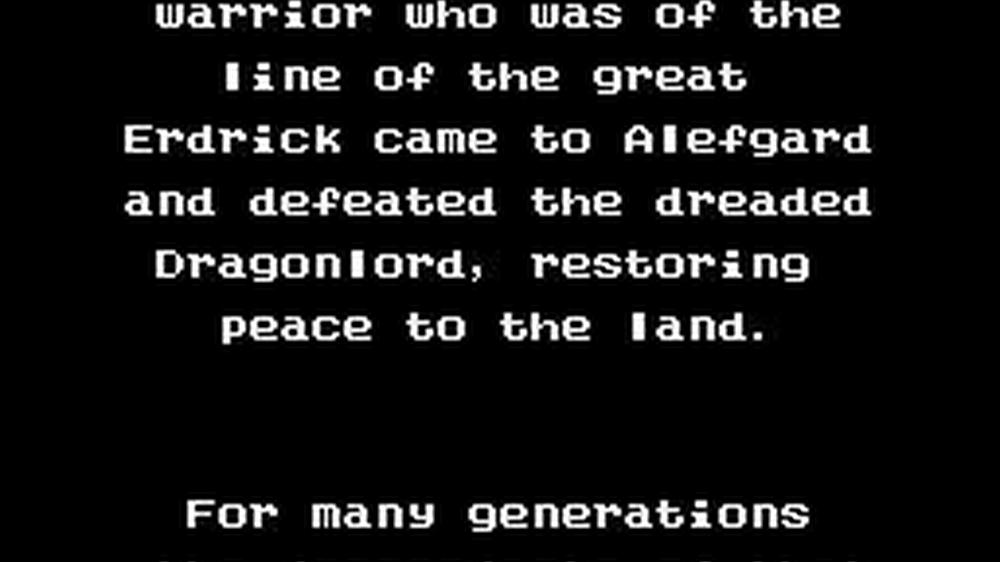 warrior who was of the
line of the great
Erdrick came to Alefgard
and defeated the dreaded
Dragonlord, restoring
peace to the land.
For many generations